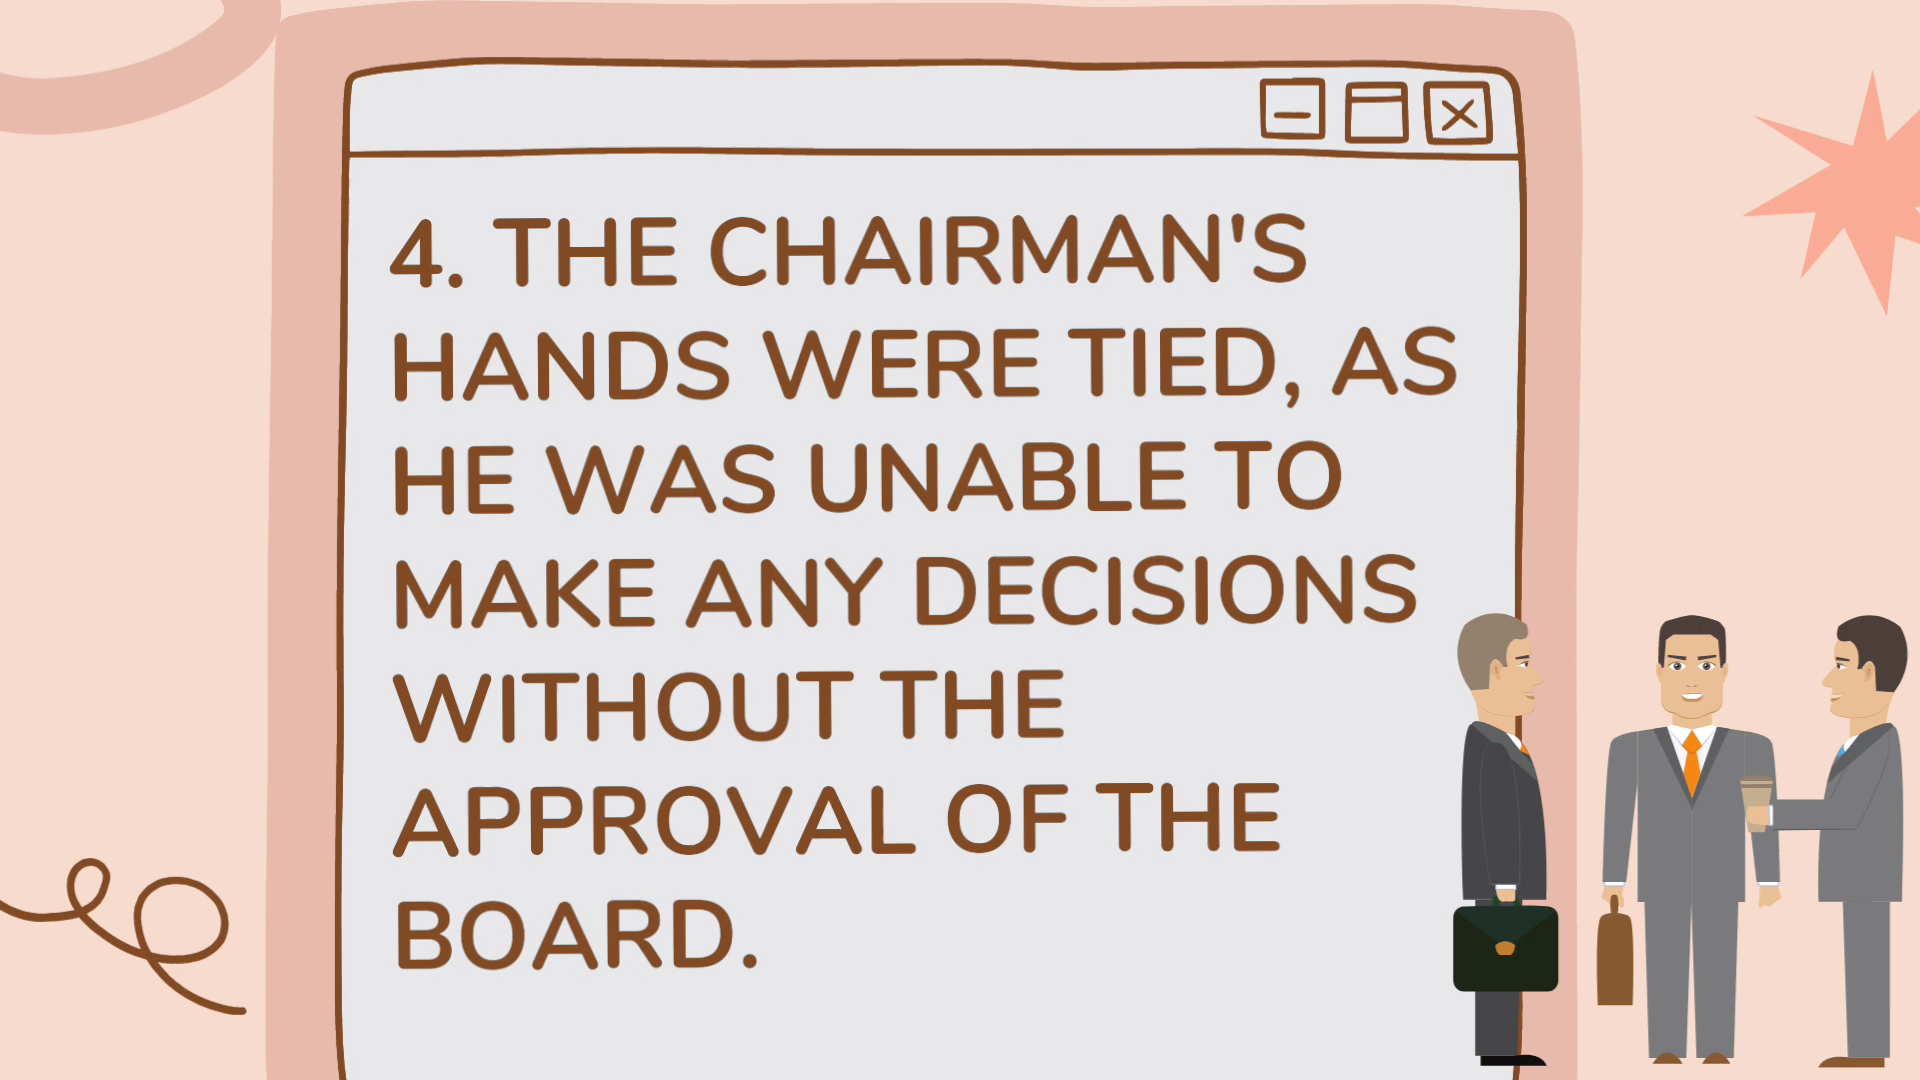 4. THE CHAIRMAN'S
HANDS WERE TIED, AS
HE WAS UNABLE TO
MAKE ANY DECISIONS
WITHOUT THE
APPROVAL OF THE
BOARD.